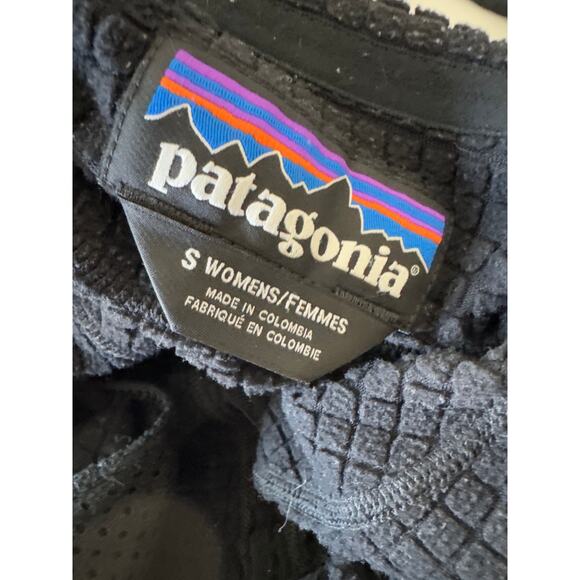 patagonia®
S WOMENS/FEMMES
MADE IN COLOMBIA
FABRIQUÉ EN COLOMBIE